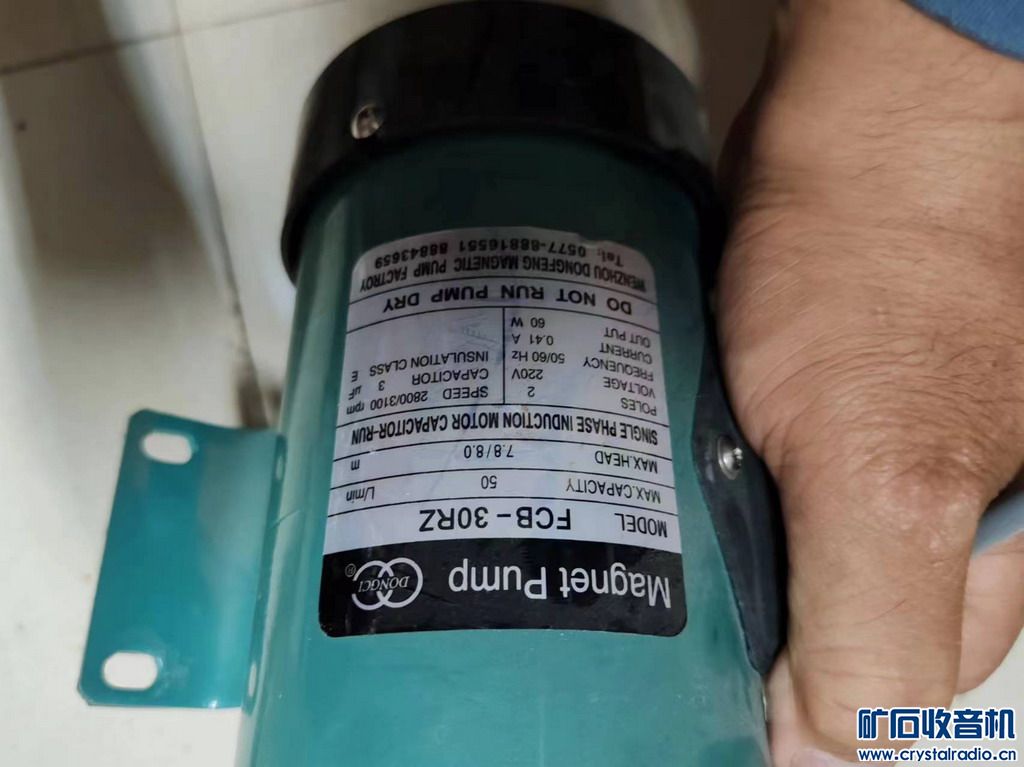 Magnet Pump DONGCI ®
MODEL FCB-30RZ
MAX.CAPACITY 50 L/min
MAX.HEAD 7.8/8.0 m
SINGLE PHASE INDUCTION MOTOR CAPACITOR-RUN
POLES 2 SPEED 2800/3100 rpm
VOLTAGE 220V CAPACITOR 3 µF
FREQUENCY 50/60 Hz INSULATION CLASS E
CURRENT 0.41 A
OUT PUT 60 W
DO NOT RUN PUMP DRY
WENZHOU DONGFENG MAGNETIC PUMP FACTROY
Tel: 0577-88816551 88843659
矿石收音机
www.crystalradio.cn